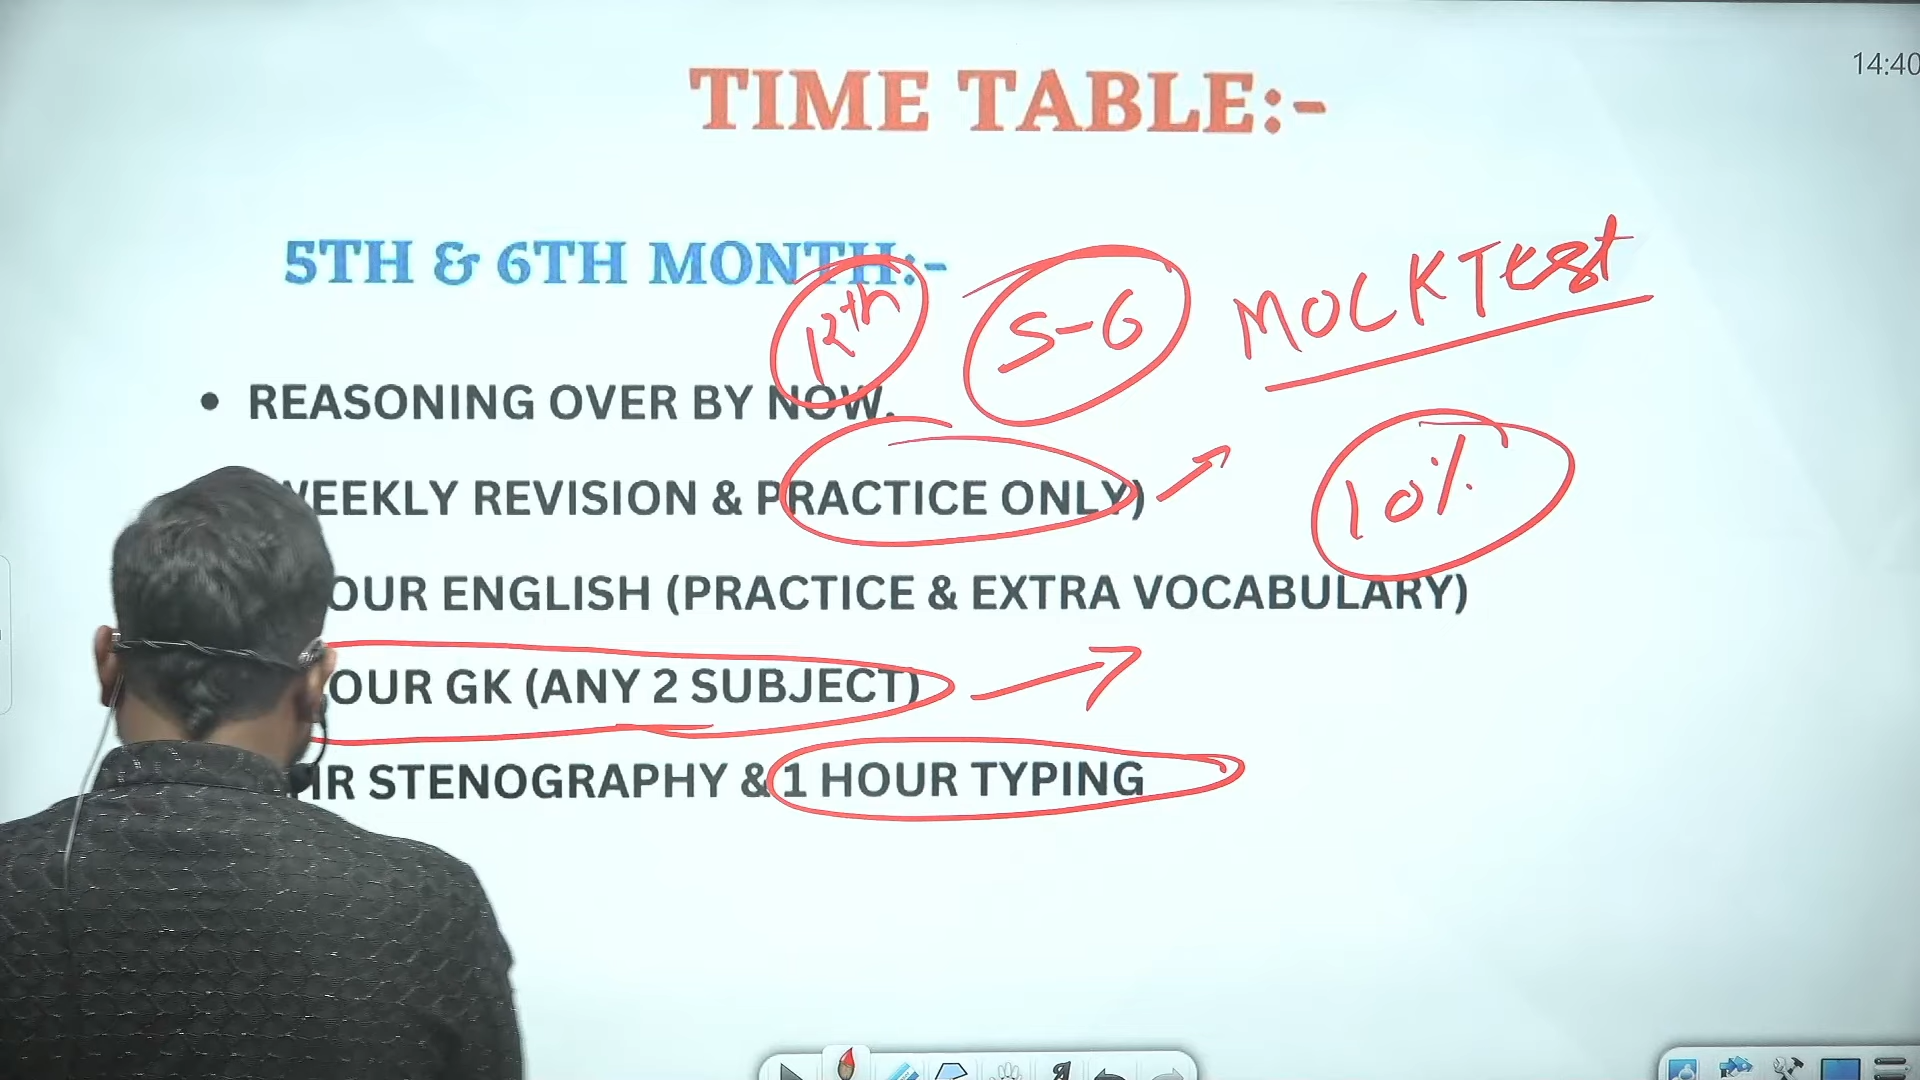 14:40
TIME TABLE:-
5TH & 6TH MONTH:-
12th
5-6
MOCK Test
• REASONING OVER BY NOW.
WEEKLY REVISION & PRACTICE ONLY)
10%
OUR ENGLISH (PRACTICE & EXTRA VOCABULARY)
OUR GK (ANY 2 SUBJECT)
HR STENOGRAPHY & 1 HOUR TYPING